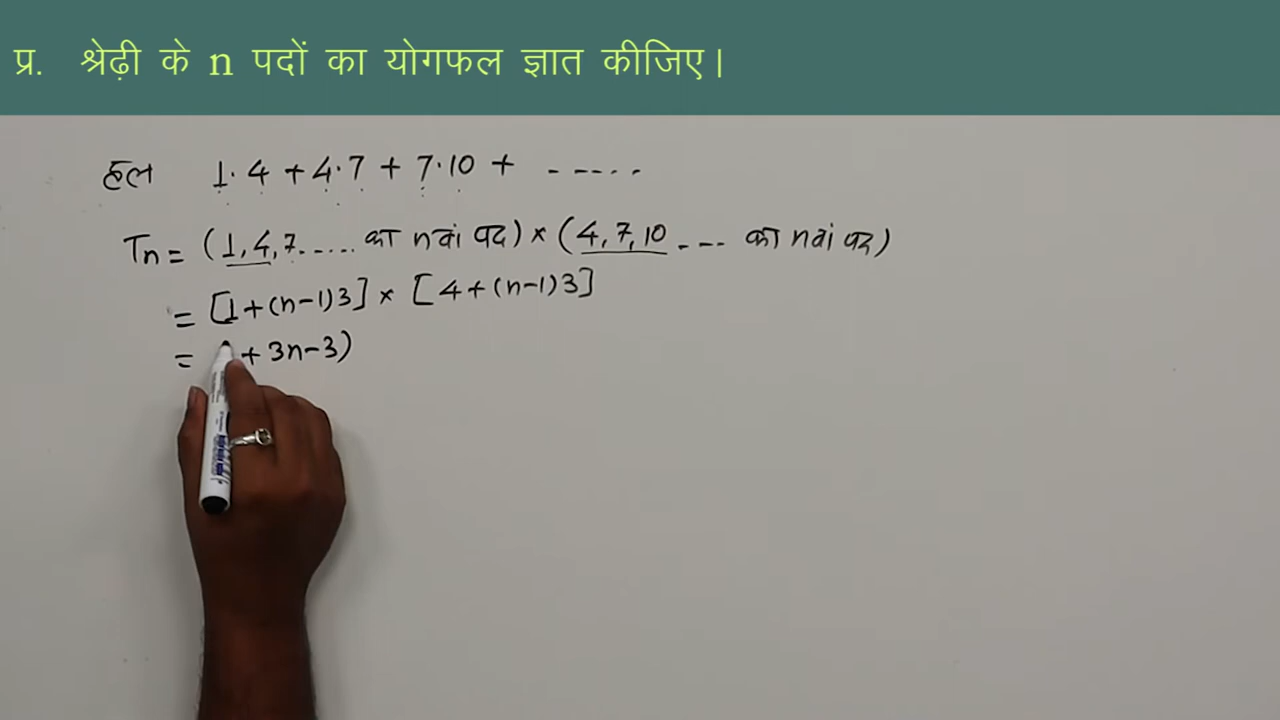 प्र. श्रेढ़ी के n पदों का योगफल ज्ञात कीजिए।
हल 1·4 + 4·7 + 7·10 + -----
Tn = (1,4,7..... का nवां पद) × (4,7,10 ---- का nवां पद)
= [1+(n-1)3] × [4+(n-1)3]
= + 3n-3)